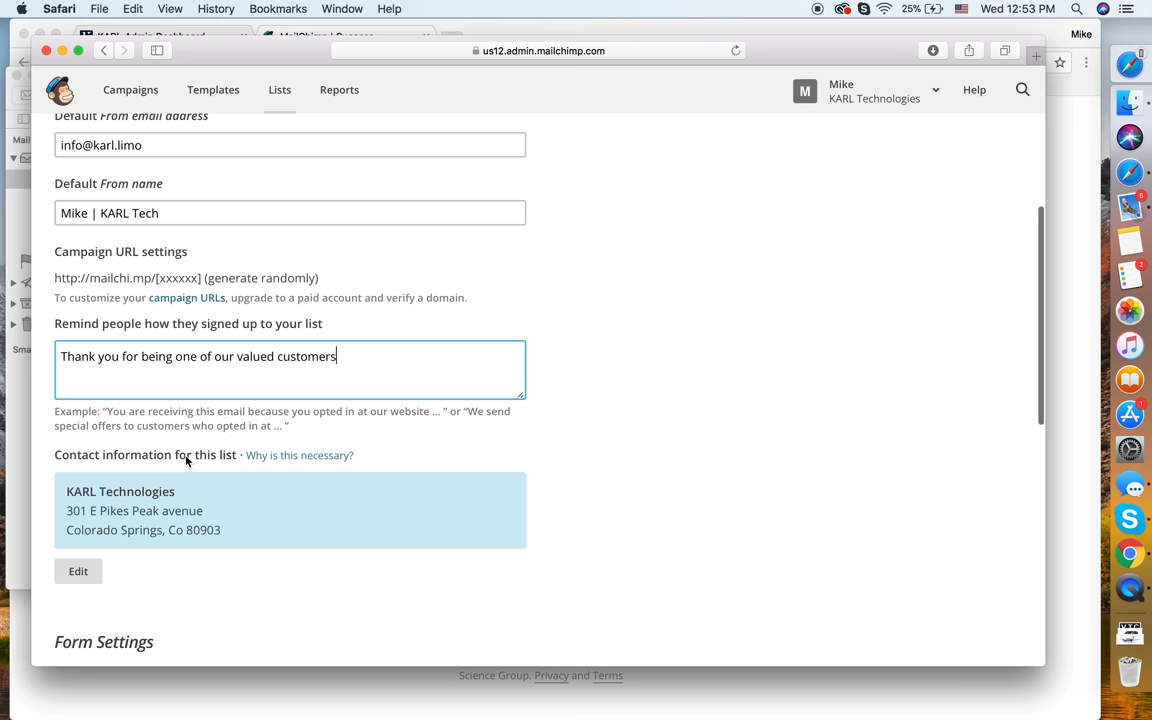 Safari File Edit View History Bookmarks Window Help 25% Wed 12:53 PM
Mike
us12.admin.mailchimp.com
Campaigns Templates Lists Reports M Mike KARL Technologies Help
Default From email address
info@karl.limo
Default From name
Mike | KARL Tech
Campaign URL settings
http://mailchi.mp/[xxxxxx] (generate randomly)
To customize your campaign URLs, upgrade to a paid account and verify a domain.
Remind people how they signed up to your list
Thank you for being one of our valued customers
Example: “You are receiving this email because you opted in at our website ... ” or “We send
special offers to customers who opted in at ... ”
Contact information for this list · Why is this necessary?
KARL Technologies
301 E Pikes Peak avenue
Colorado Springs, Co 80903
Edit
Form Settings
Science Group. Privacy and Terms
Mail
Sma
5
2
1